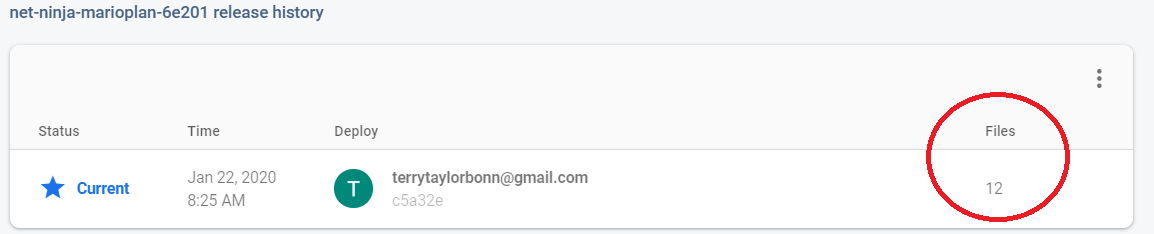 net-ninja-marioplan-6e201 release history
Status Time Deploy Files
Current Jan 22, 2020 8:25 AM T terrytaylorbonn@gmail.com c5a32e 12